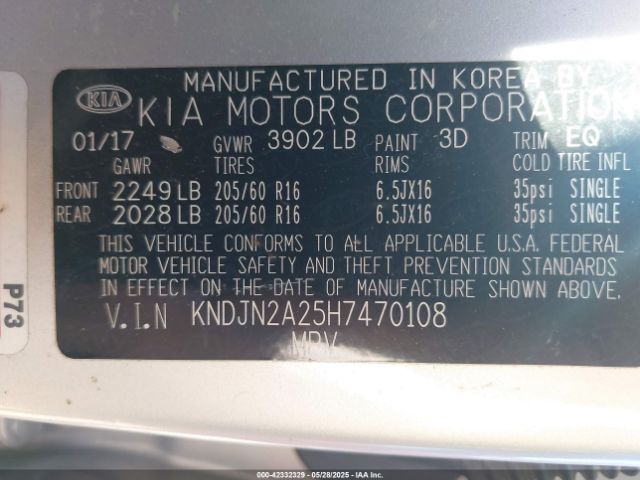 MANUFACTURED IN KOREA BY
KIA KIA MOTORS CORPORATION
01/17 GVWR 3902 LB PAINT 3D TRIM EQ
GAWR TIRES RIMS COLD TIRE INFL
FRONT 2249 LB 205/60 R16 6.5JX16 35psi SINGLE
REAR 2028 LB 205/60 R16 6.5JX16 35psi SINGLE
THIS VEHICLE CONFORMS TO ALL APPLICABLE U.S.A. FEDERAL
MOTOR VEHICLE SAFETY AND THEFT PREVENTION STANDARDS
IN EFFECT ON THE DATE OF MANUFACTURE SHOWN ABOVE.
V.I.N KNDJN2A25H7470108
MPV
P73
000-42332329 | 05/28/2025 - IAAI.COM